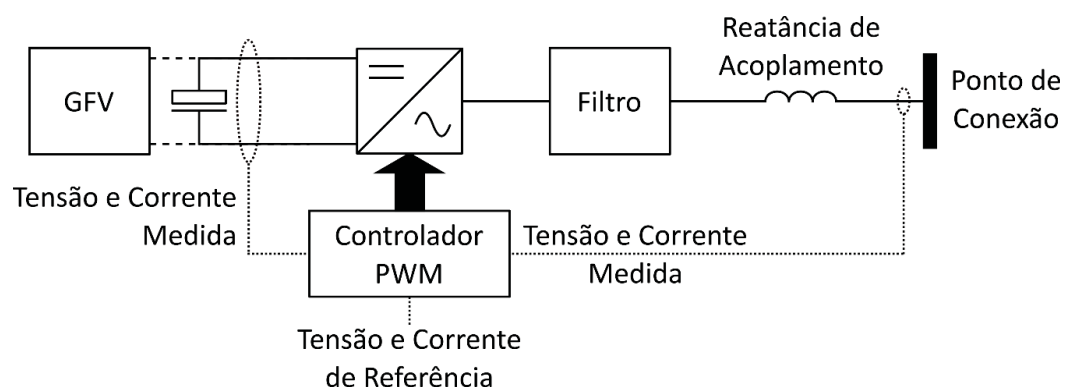 Reatância de
Acoplamento
GFV
Filtro
Ponto de
Conexão
Tensão e Corrente
Medida
Controlador
PWM
Tensão e Corrente
Medida
Tensão e Corrente
de Referência